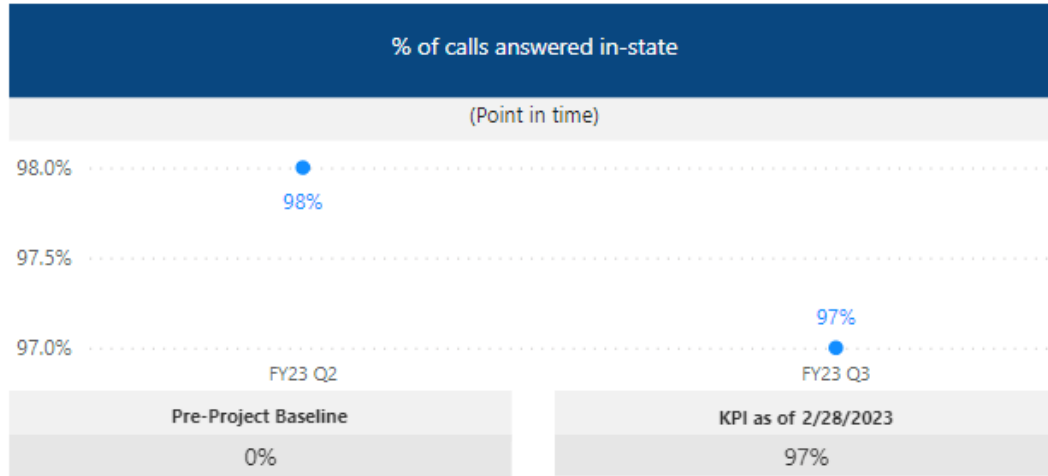 % of calls answered in-state
(Point in time)
98.0%
98%
97.5%
97%
97.0%
FY23 Q2 FY23 Q3
Pre-Project Baseline KPI as of 2/28/2023
0% 97%